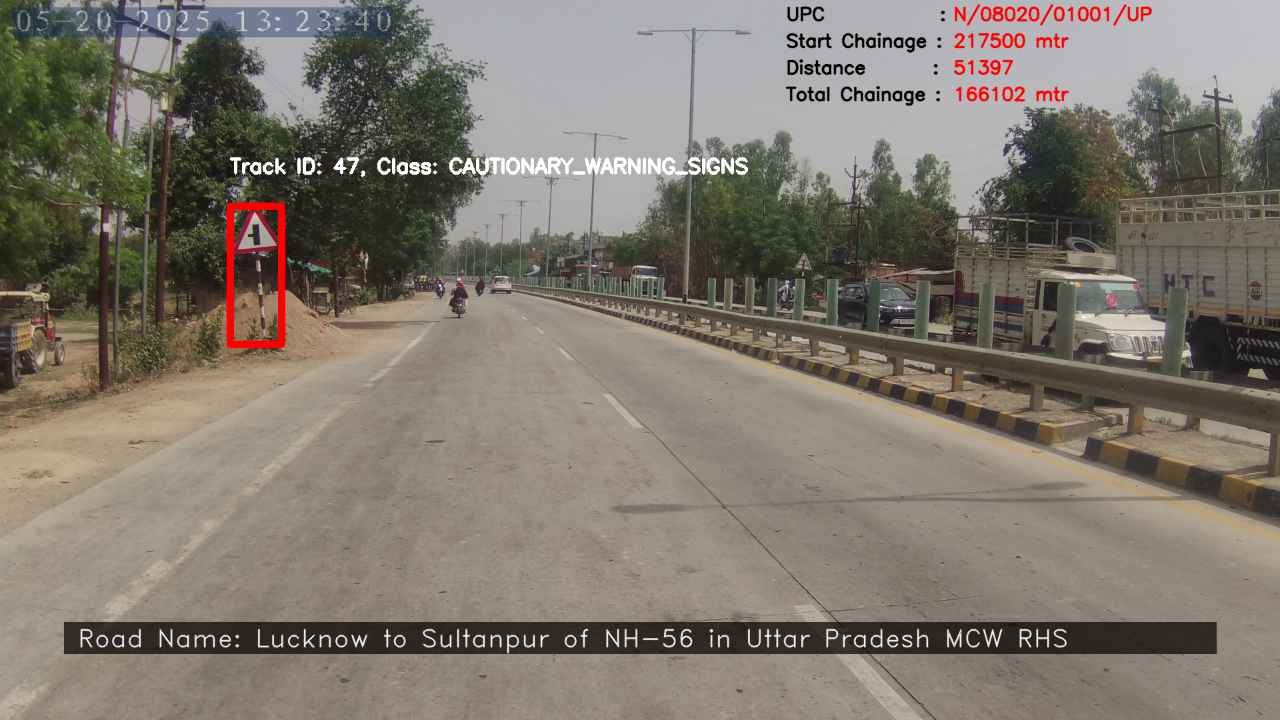 05-20-2025 13:23:40
UPC : N/08020/01001/UP
Start Chainage : 217500 mtr
Distance : 51397
Total Chainage : 166102 mtr
Track ID: 47, Class: CAUTIONARY_WARNING_SIGNS
Road Name: Lucknow to Sultanpur of NH-56 in Uttar Pradesh MCW RHS